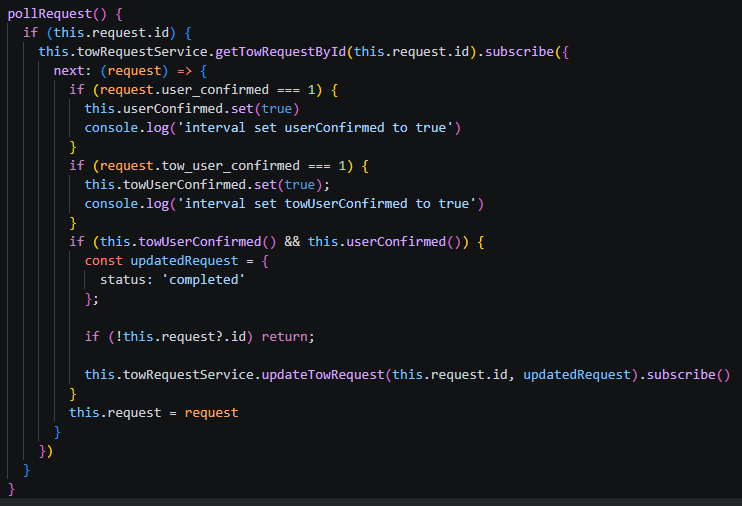 pollRequest() {
if (this.request.id) {
this.towRequestService.getTowRequestById(this.request.id).subscribe({
next: (request) => {
if (request.user_confirmed === 1) {
this.userConfirmed.set(true)
console.log('interval set userConfirmed to true')
}
if (request.tow_user_confirmed === 1) {
this.towUserConfirmed.set(true);
console.log('interval set towUserConfirmed to true')
}
if (this.towUserConfirmed() && this.userConfirmed()) {
const updatedRequest = {
status: 'completed'
};
if (!this.request?.id) return;
this.towRequestService.updateTowRequest(this.request.id, updatedRequest).subscribe()
}
this.request = request
}
})
}
}